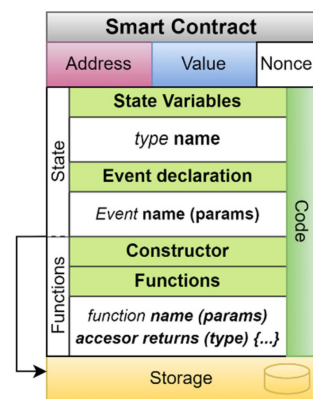 Smart Contract
Address Value Nonce
State Variables
type name
Event declaration
Event name (params)
State
Code
Constructor
Functions
function name (params)
accesor returns (type) {...}
Functions
Storage